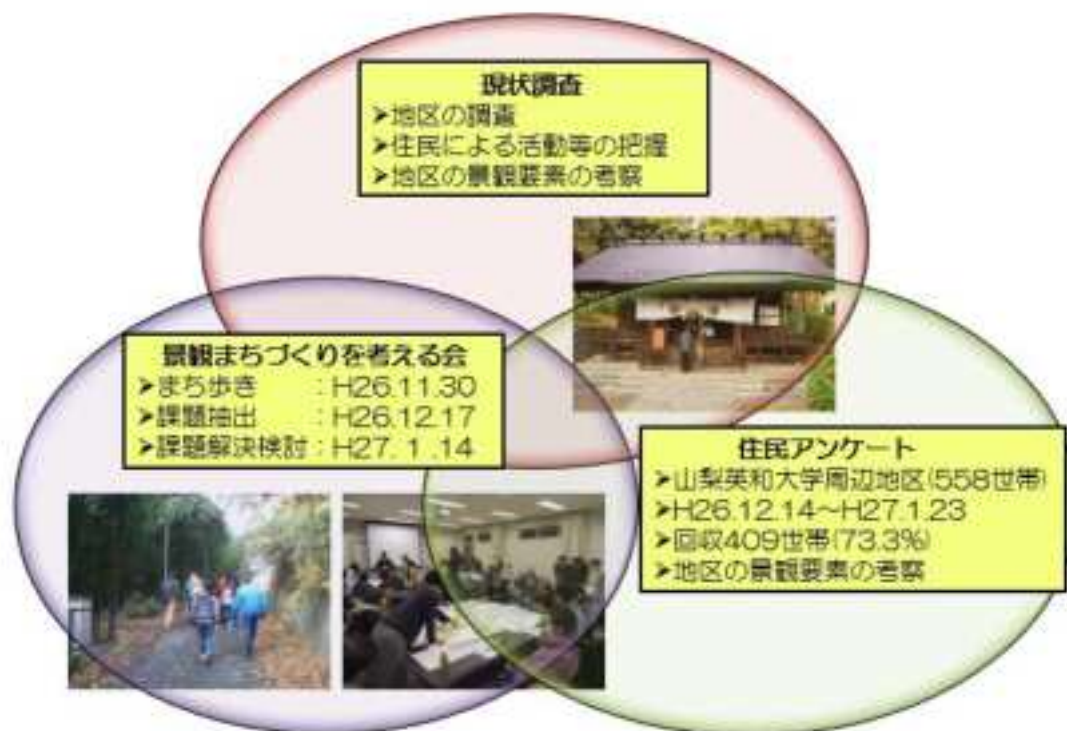 現状調査
➤地区の調査
➤住民による活動等の把握
➤地区の景観要素の考察
景観まちづくりを考える会
➤まち歩き　　：H26.11.30
➤課題抽出　　：H26.12.17
➤課題解決検討：H27. 1 .14
住民アンケート
➤山梨英和大学周辺地区(558世帯)
➤H26.12.14～H27.1.23
➤回収409世帯(73.3%)
➤地区の景観要素の考察